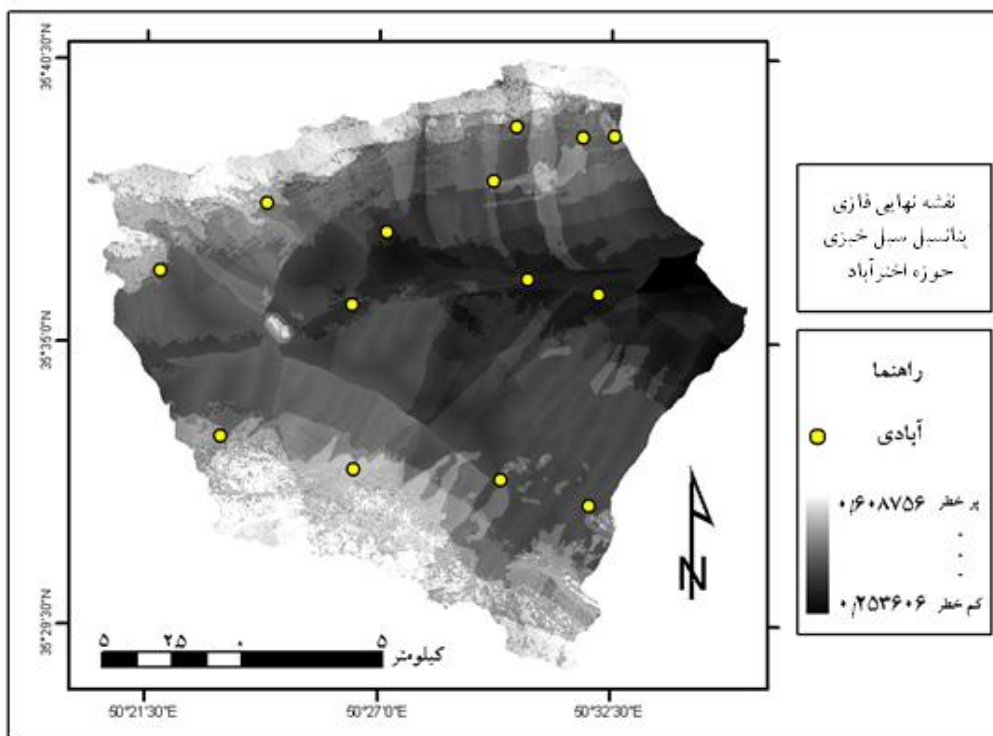 35°40'30"N
35°35'0"N
35°29'30"N
50°21'30"E
50°27'0"E
50°32'30"E
۵ ۲.۵ ۰ ۵
کیلومتر
N
نقشه نهایی فازی
پتانسیل سیل خیزی
حوزه اخترآباد
راهنما
آبادی
پر خطر ۰٫۶۰۸۷۵۶
کم خطر ۰٫۲۵۳۶۰۶